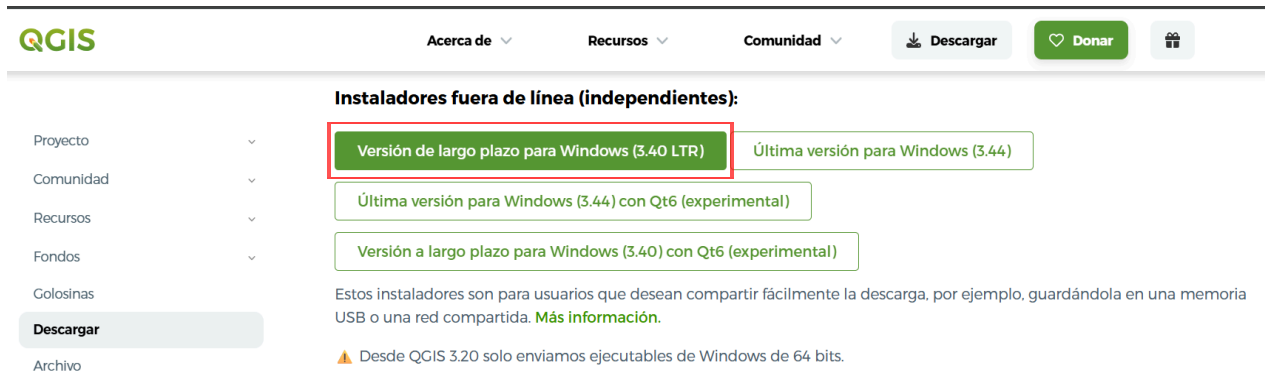 QGIS
Acerca de
Recursos
Comunidad
Descargar
Donar
Instaladores fuera de línea (independientes):
Proyecto
Comunidad
Recursos
Fondos
Golosinas
Descargar
Archivo
Versión de largo plazo para Windows (3.40 LTR)
Última versión para Windows (3.44)
Última versión para Windows (3.44) con Qt6 (experimental)
Versión a largo plazo para Windows (3.40) con Qt6 (experimental)
Estos instaladores son para usuarios que desean compartir fácilmente la descarga, por ejemplo, guardándola en una memoria
USB o una red compartida. Más información.
Desde QGIS 3.20 solo enviamos ejecutables de Windows de 64 bits.